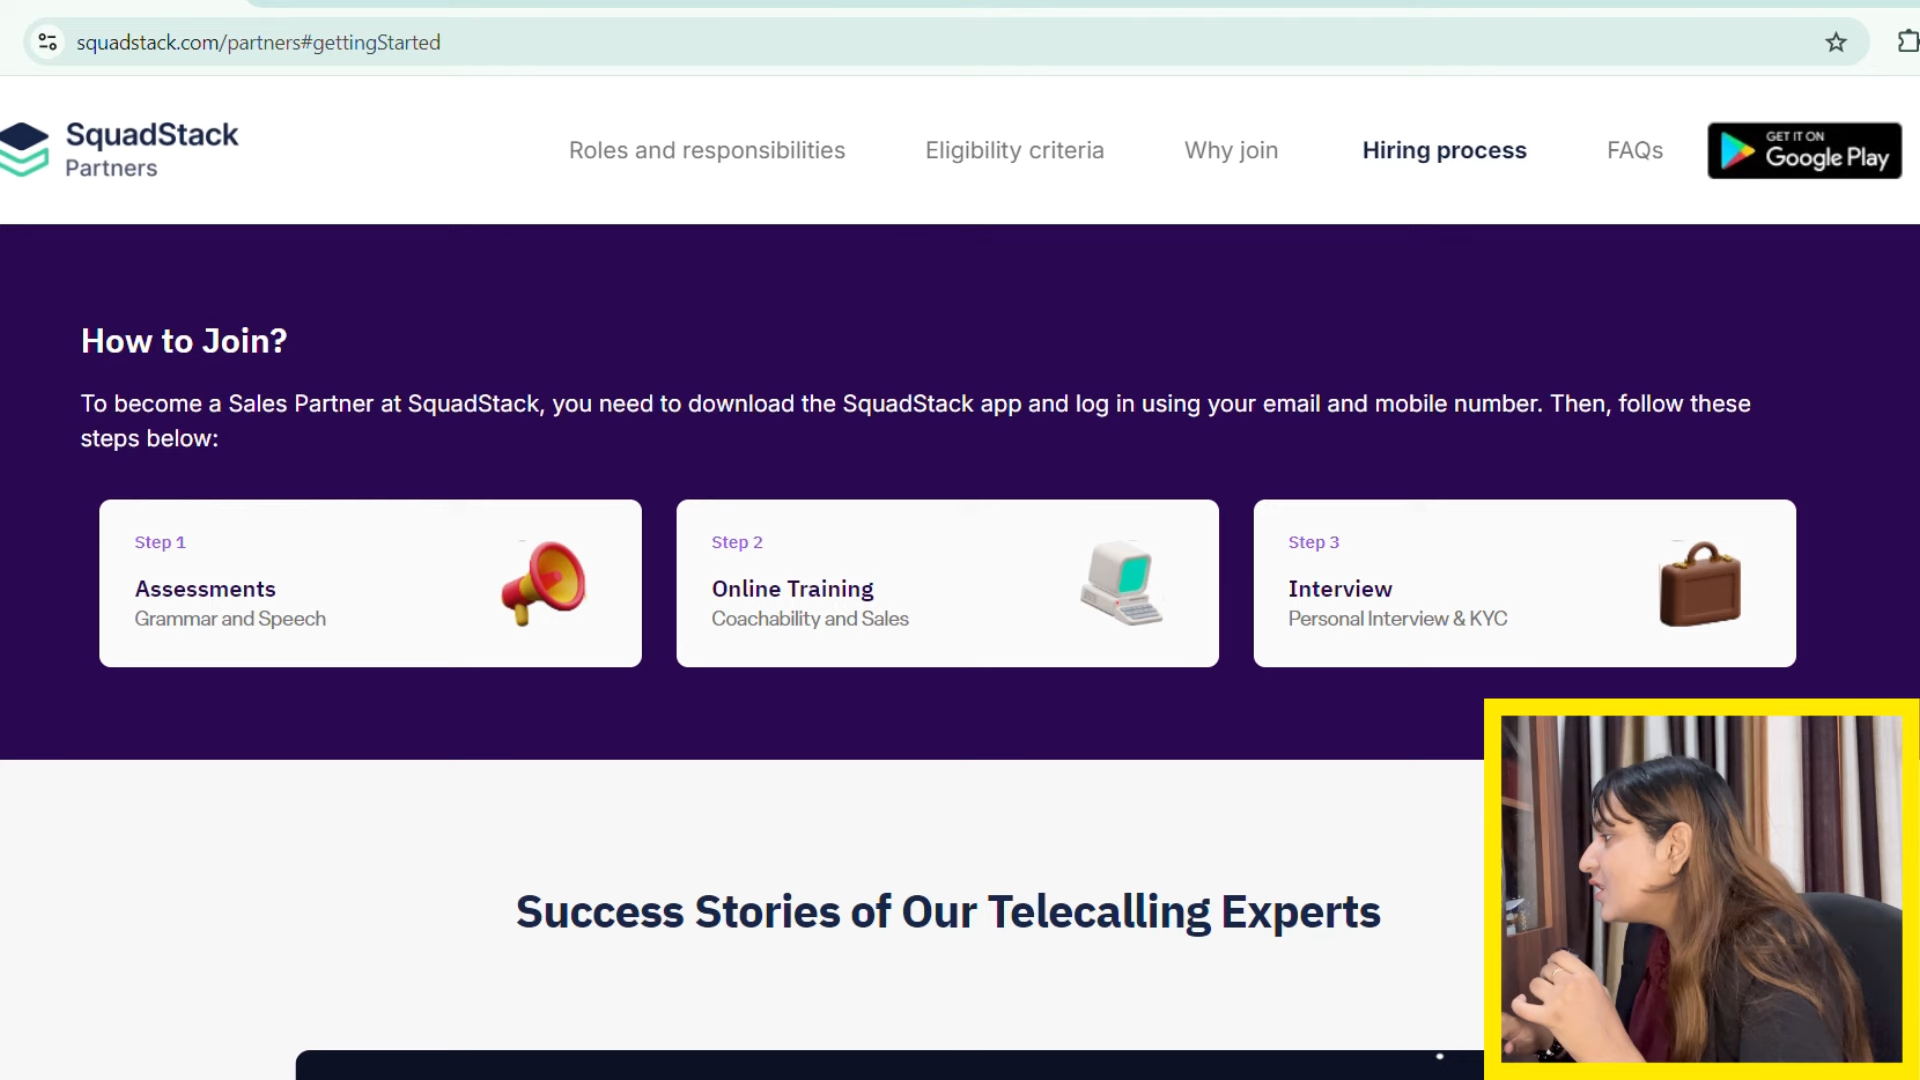 squadstack.com/partners#gettingStarted
SquadStack
Partners
Roles and responsibilities
Eligibility criteria
Why join
Hiring process
FAQs
GET IT ON
Google Play
How to Join?
To become a Sales Partner at SquadStack, you need to download the SquadStack app and log in using your email and mobile number. Then, follow these
steps below:
Step 1
Assessments
Grammar and Speech
Step 2
Online Training
Coachability and Sales
Step 3
Interview
Personal Interview & KYC
Success Stories of Our Telecalling Experts